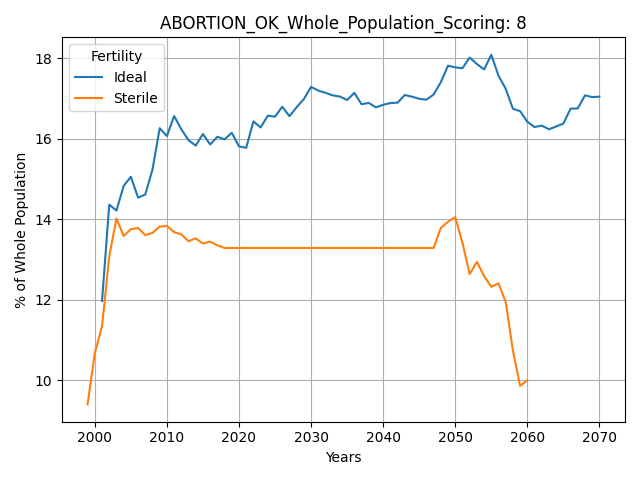 ABORTION_OK_Whole_Population_Scoring: 8
Fertility
Ideal
Sterile
% of Whole Population
18
16
14
12
10
2000 2010 2020 2030 2040 2050 2060 2070
Years